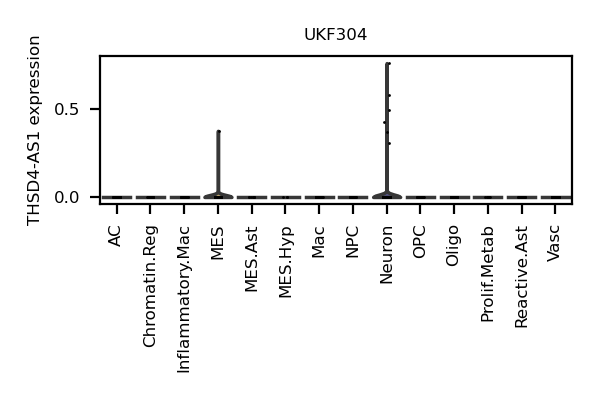 UKF304
THSD4-AS1 expression
0.5
0.0
AC
Chromatin.Reg
Inflammatory.Mac
MES
MES.Ast
MES.Hyp
Mac
NPC
Neuron
OPC
Oligo
Prolif.Metab
Reactive.Ast
Vasc